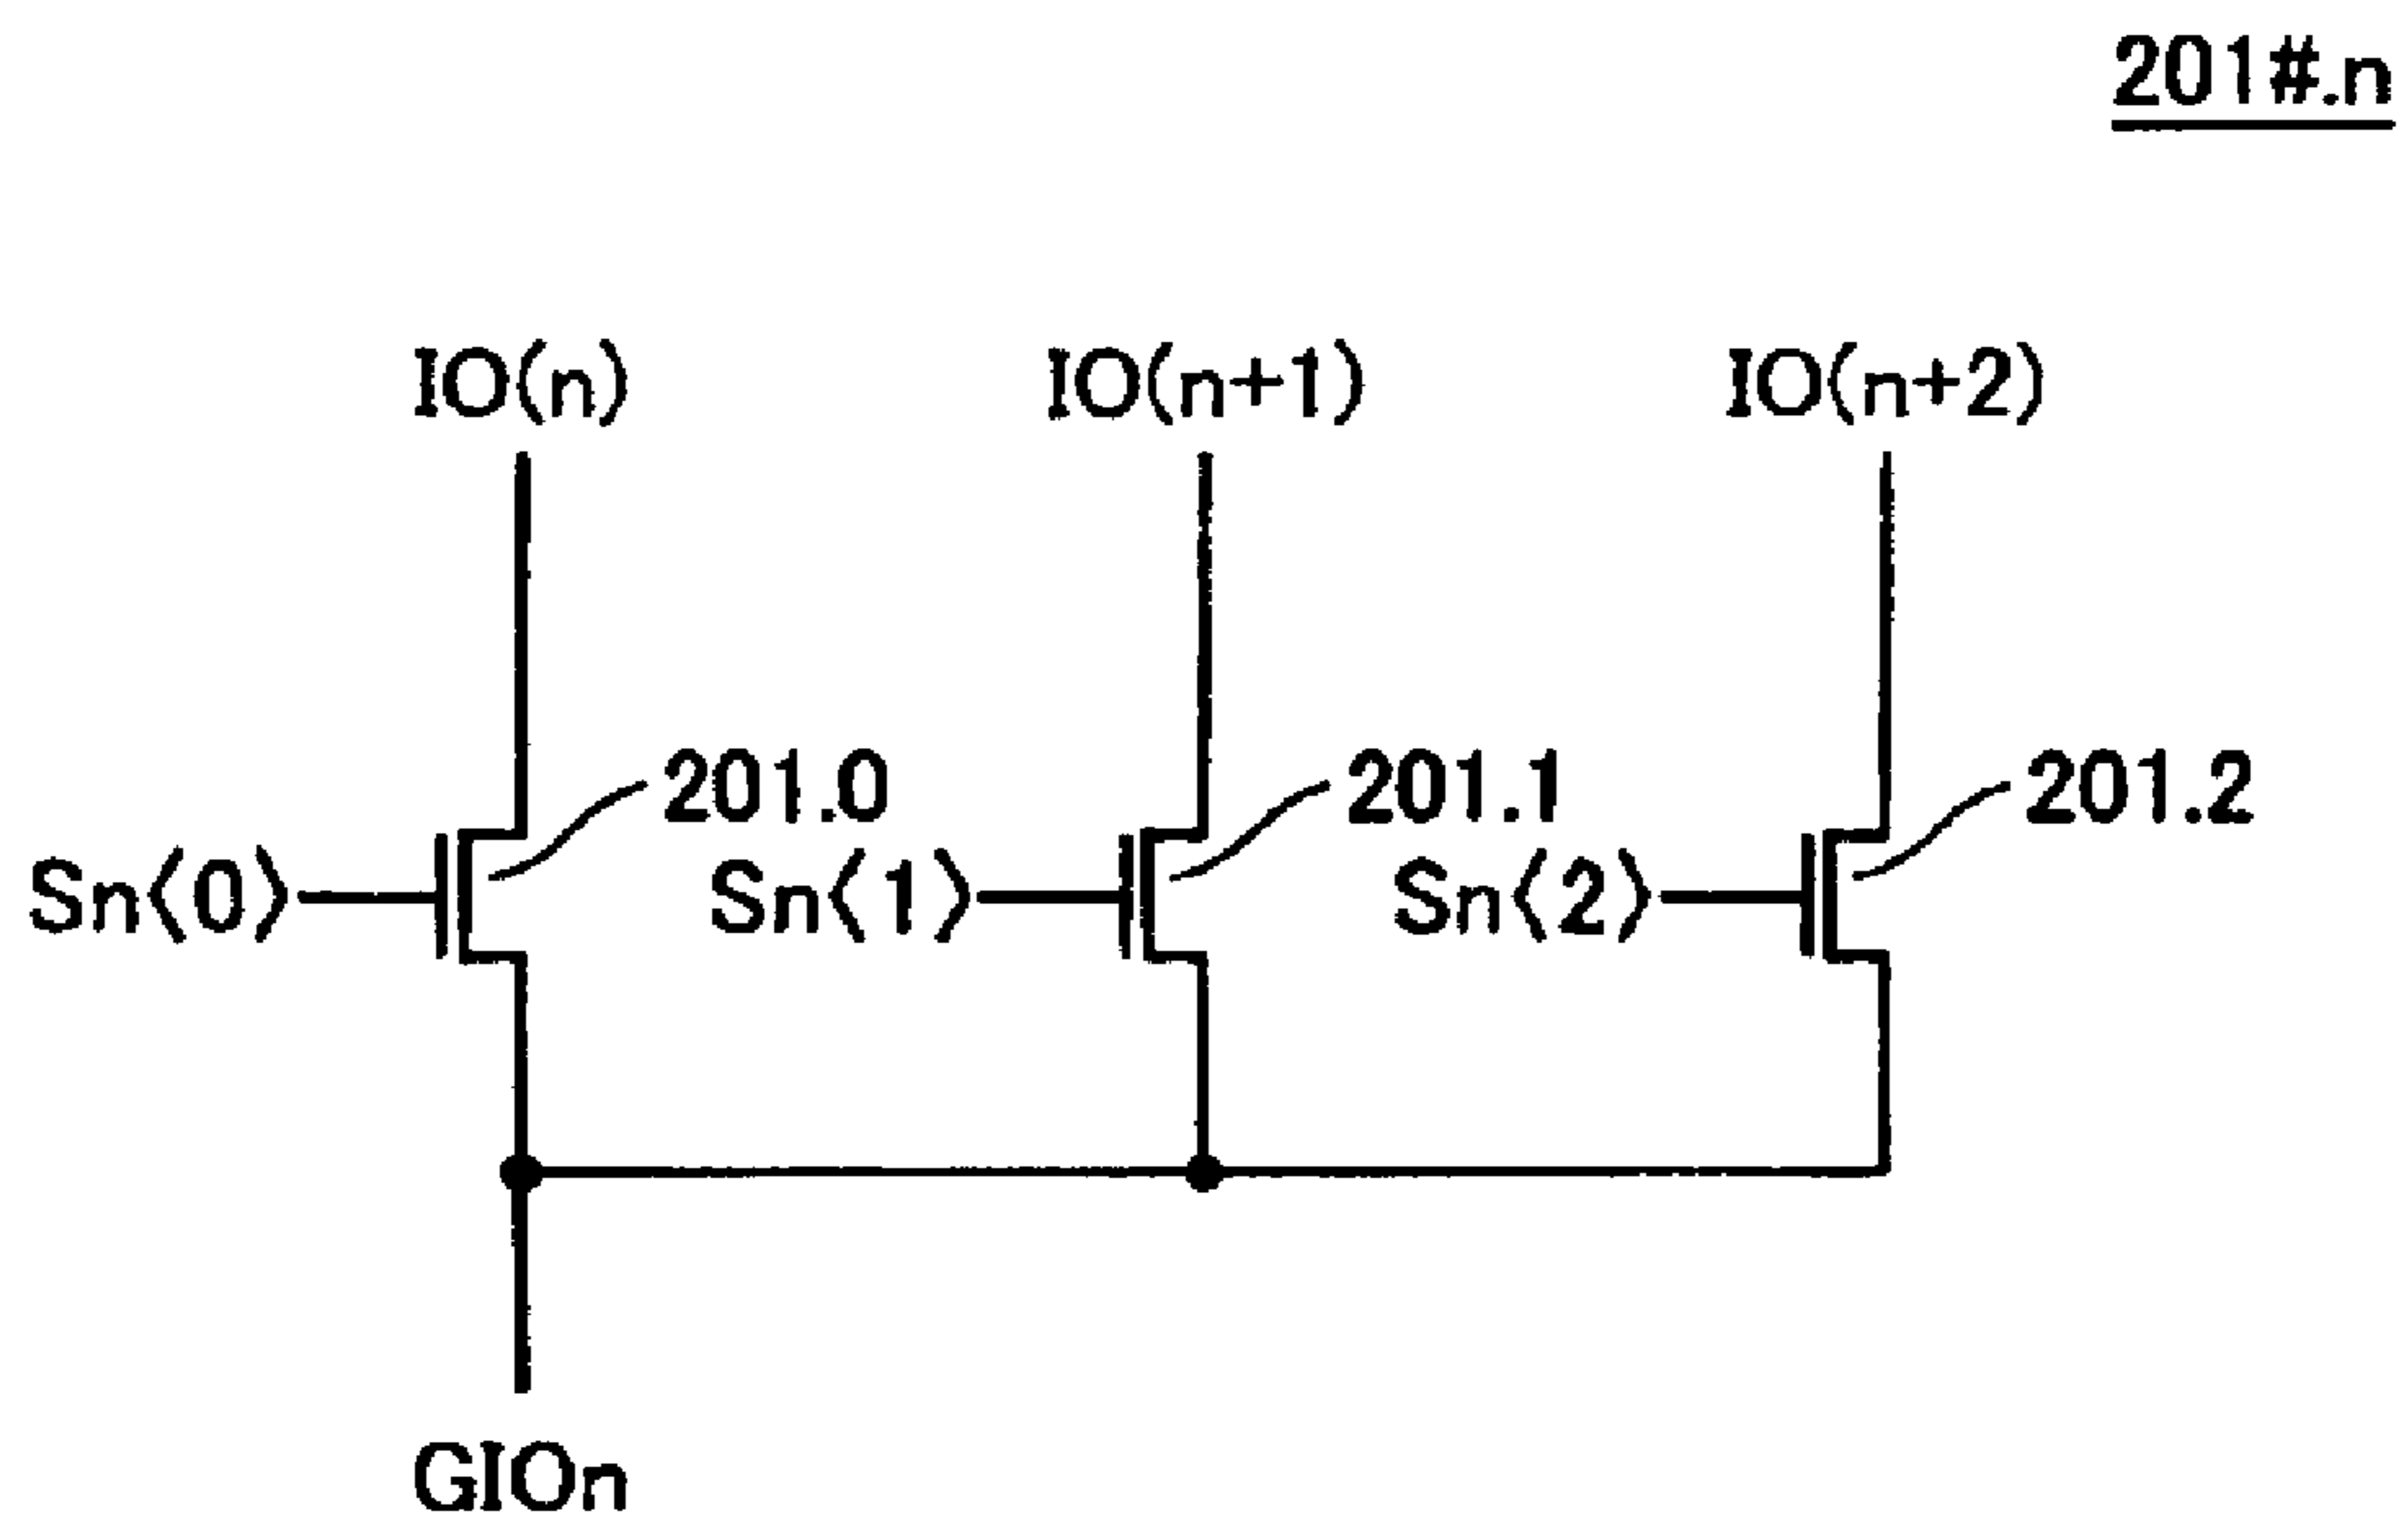 201#.n
IO(n) IO(n+1) IO(n+2)
201.0 201.1 201.2
Sn(0) Sn(1) Sn(2)
GIOn